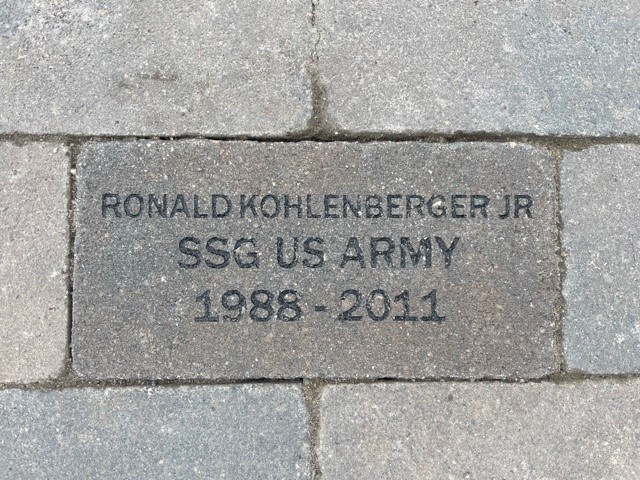 RONALD KOHLENBERGER JR
SSG US ARMY
1988 - 2011